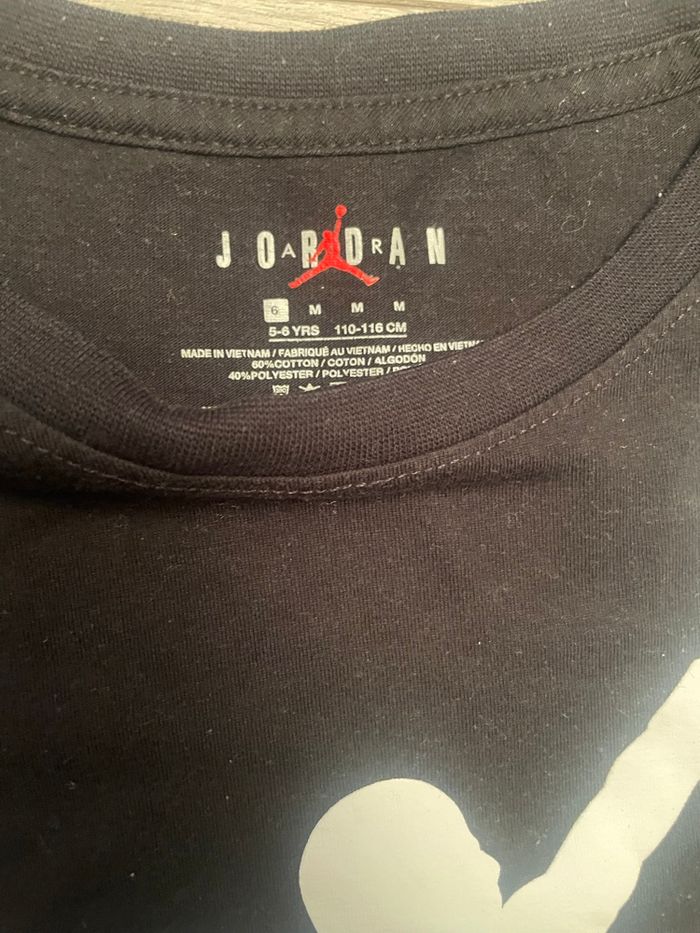 JORDAN
AIR
6 M M M
5-6 YRS 110-116 CM
MADE IN VIETNAM / FABRIQUÉ AU VIETNAM / HECHO EN
60%COTTON / COTON / ALGODÓN
40%POLYESTER / POLYESTER /